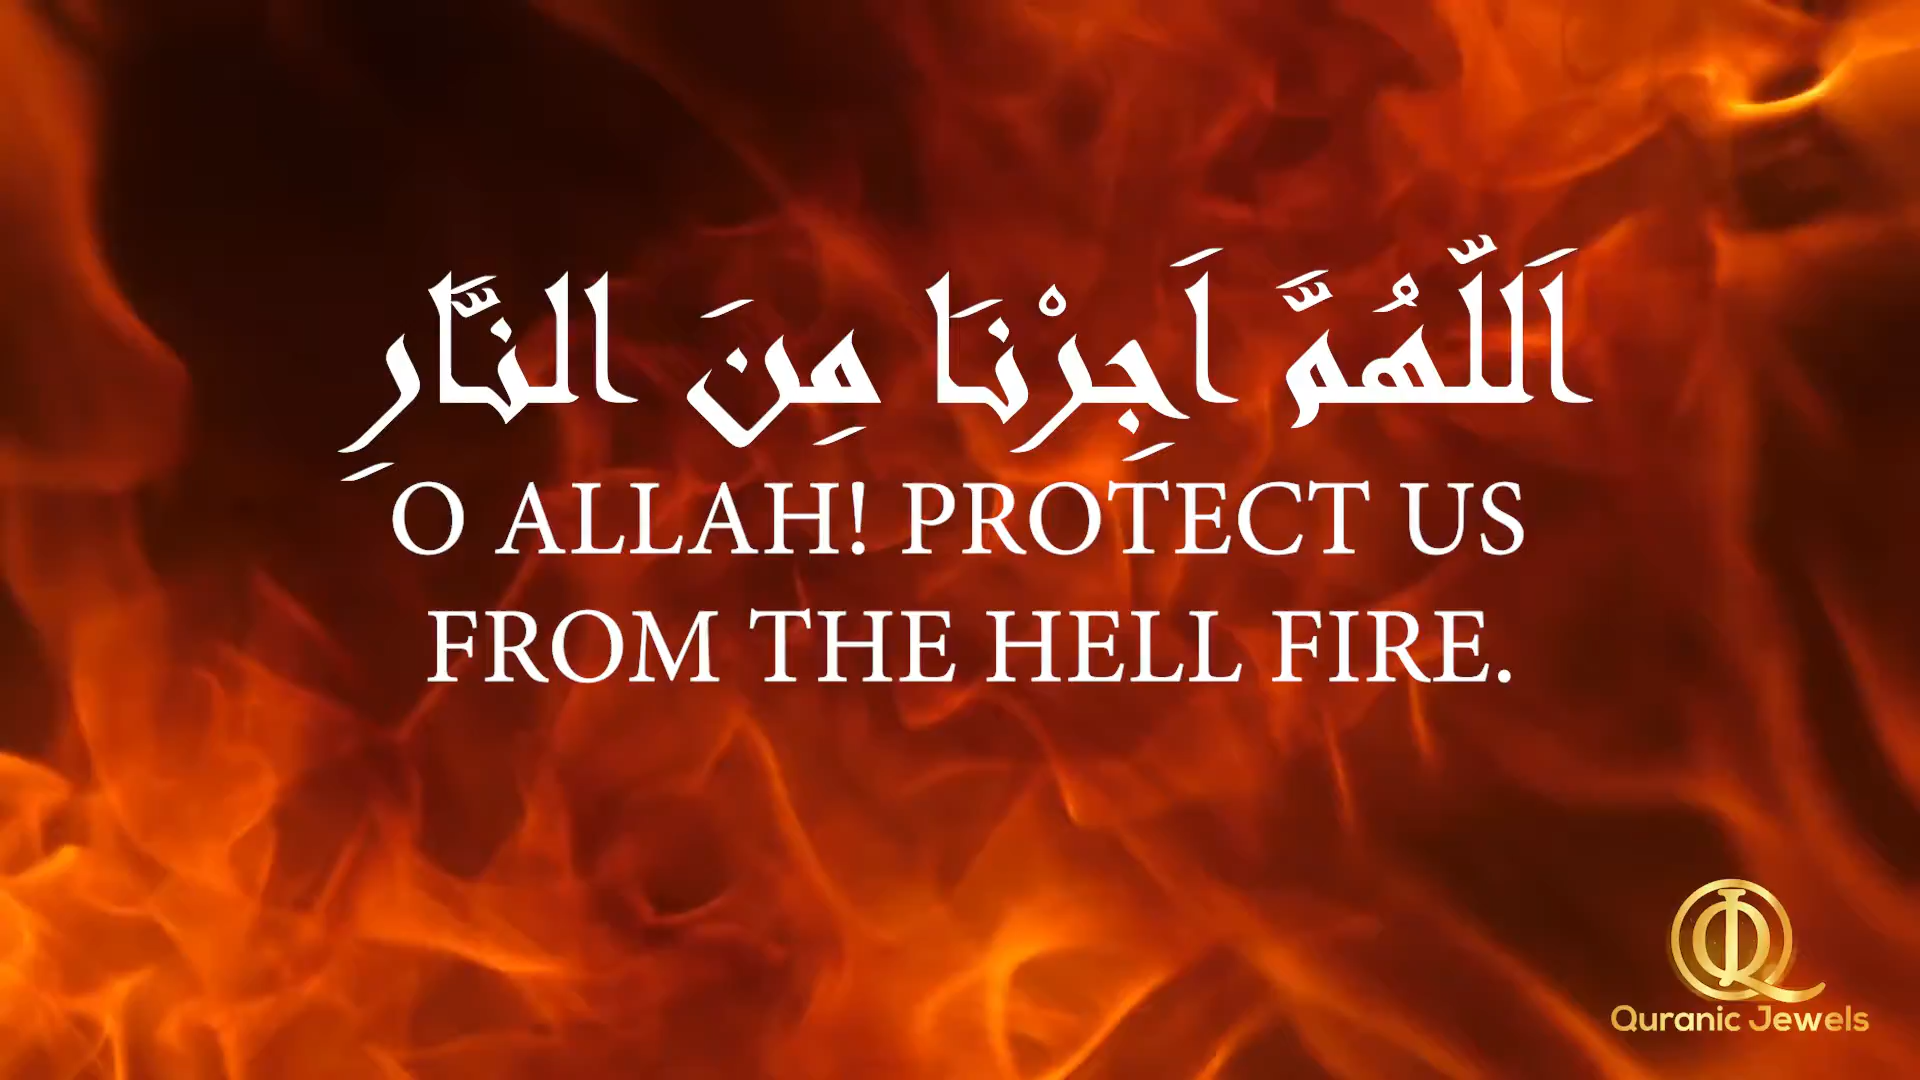 اَللّٰهُمَّ اَجِرْنَا مِنَ النَّارِ
O ALLAH! PROTECT US
FROM THE HELL FIRE.
Quranic Jewels